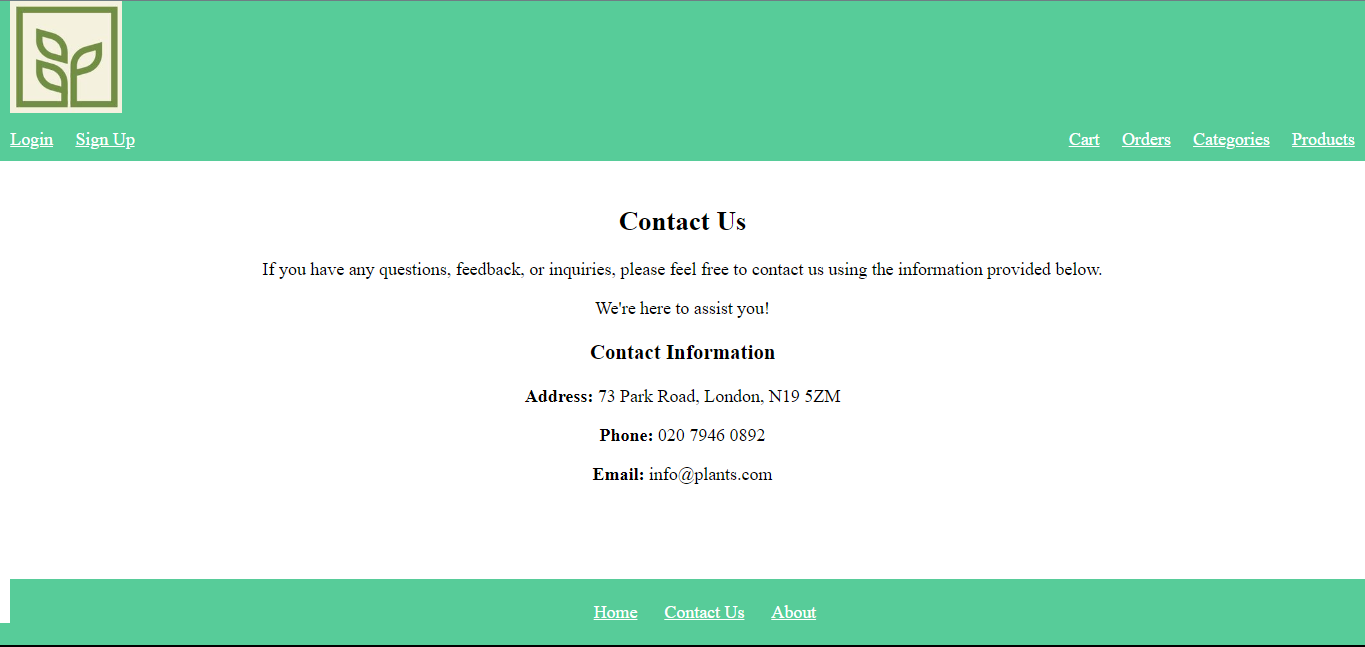 Login Sign Up Cart Orders Categories Products
Contact Us
If you have any questions, feedback, or inquiries, please feel free to contact us using the information provided below.
We're here to assist you!
Contact Information
Address: 73 Park Road, London, N19 5ZM
Phone: 020 7946 0892
Email: info@plants.com
Home Contact Us About